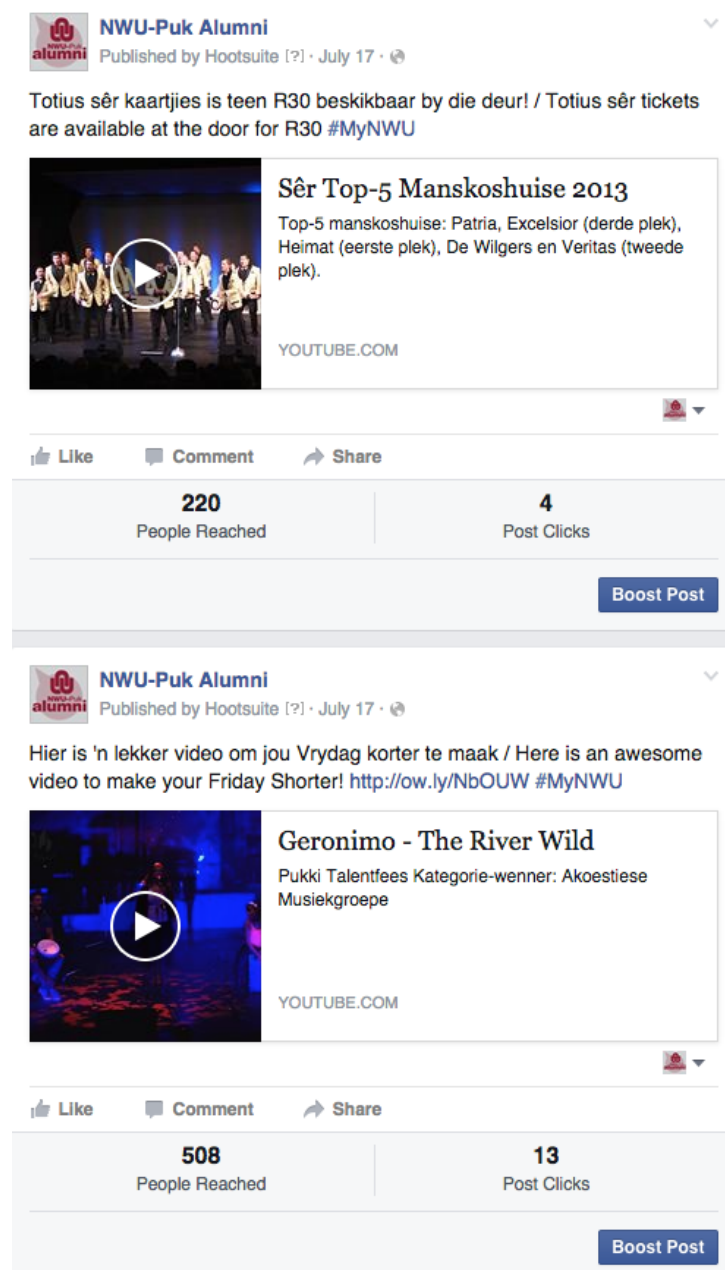 NWU-Puk Alumni
NWU-Puk
alumni
Published by Hootsuite [?] · July 17 ·
Totius sêr kaartjies is teen R30 beskikbaar by die deur! / Totius sêr tickets
are available at the door for R30 #MyNWU
Sêr Top-5 Manskoshuise 2013
Top-5 manskoshuise: Patria, Excelsior (derde plek),
Heimat (eerste plek), De Wilgers en Veritas (tweede
plek).
YOUTUBE.COM
Like Comment Share
220 4
People Reached Post Clicks
Boost Post
NWU-Puk Alumni
NWU-Puk
alumni
Published by Hootsuite [?] · July 17 ·
Hier is 'n lekker video om jou Vrydag korter te maak / Here is an awesome
video to make your Friday Shorter! http://ow.ly/NbOUW #MyNWU
Geronimo - The River Wild
Pukki Talentfees Kategorie-wenner: Akoestiese
Musiekgroepe
YOUTUBE.COM
Like Comment Share
508 13
People Reached Post Clicks
Boost Post